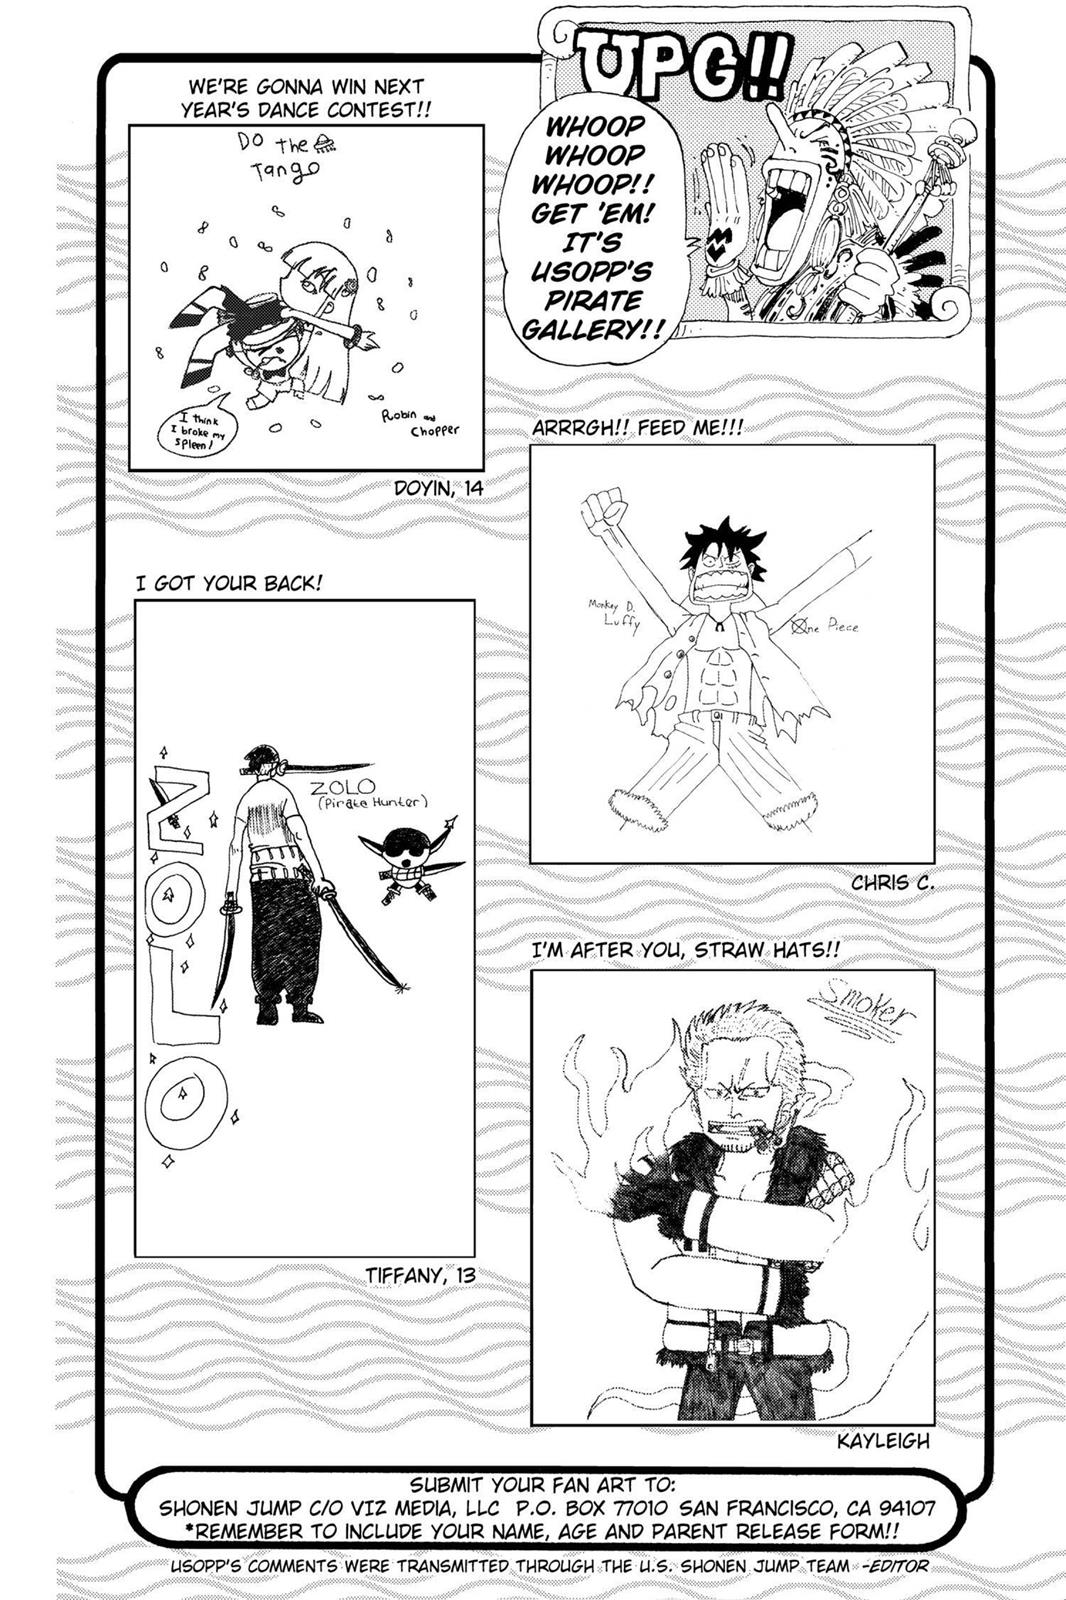 UPG!!
WHOOP
WHOOP
WHOOP!!
GET 'EM!
IT'S
USOPP'S
PIRATE
GALLERY!!
WE'RE GONNA WIN NEXT
YEAR'S DANCE CONTEST!!
Do the
Tango
I think
I broke my
spleen!
Robin and
Chopper
DOYIN, 14
ARRRGH!! FEED ME!!!
Monkey D.
Luffy
One Piece
CHRIS C.
I GOT YOUR BACK!
ZOLO
ZOLO
(Pirate Hunter)
TIFFANY, 13
I'M AFTER YOU, STRAW HATS!!
Smoker
KAYLEIGH
SUBMIT YOUR FAN ART TO:
SHONEN JUMP C/O VIZ MEDIA, LLC P.O. BOX 77010 SAN FRANCISCO, CA 94107
*REMEMBER TO INCLUDE YOUR NAME, AGE AND PARENT RELEASE FORM!!
USOPP'S COMMENTS WERE TRANSMITTED THROUGH THE U.S. SHONEN JUMP TEAM -EDITOR